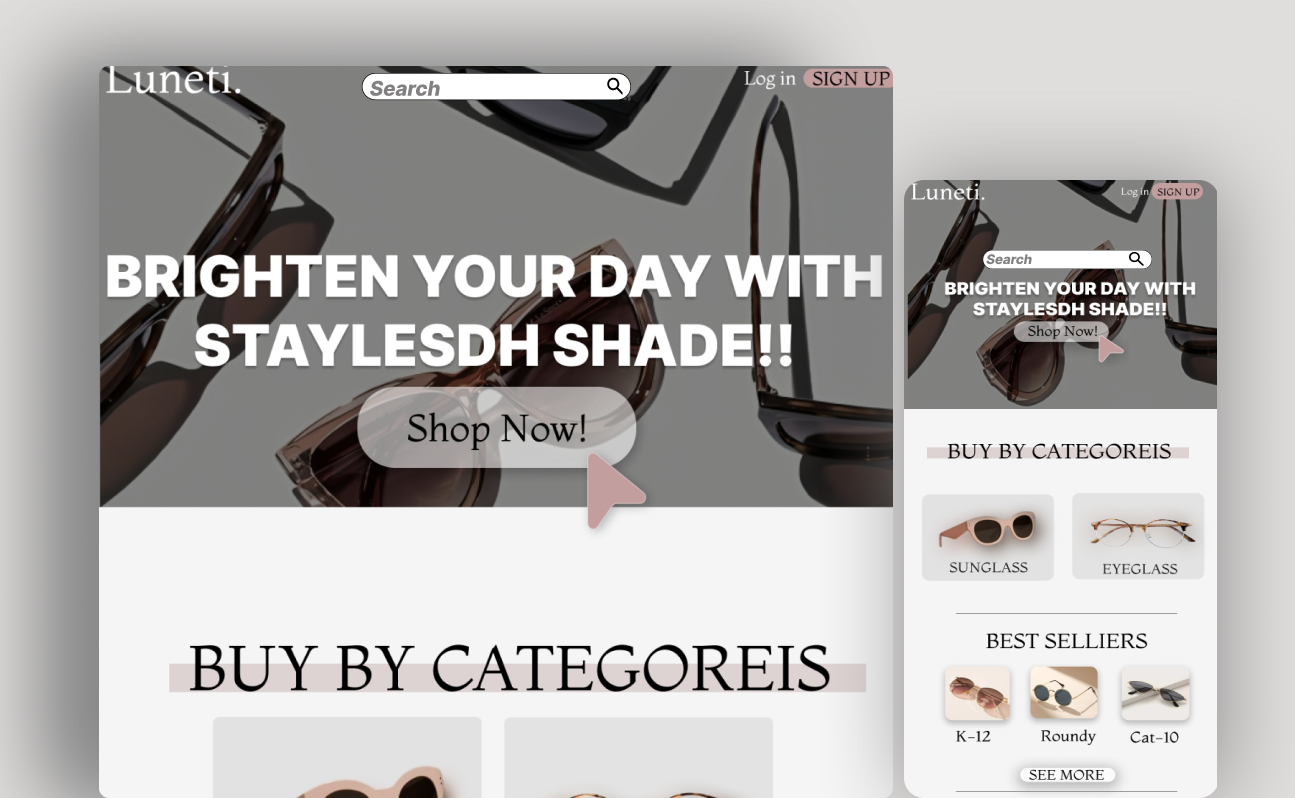 Luneti.
Search
Log in
SIGN UP
BRIGHTEN YOUR DAY WITH
STAYLESDH SHADE!!
Shop Now!
BUY BY CATEGOREIS
Luneti.
Log in
SIGN UP
Search
BRIGHTEN YOUR DAY WITH
STAYLESDH SHADE!!
Shop Now!
BUY BY CATEGOREIS
SUNGLASS
EYEGLASS
BEST SELLIERS
K-12
Roundy
Cat-10
SEE MORE